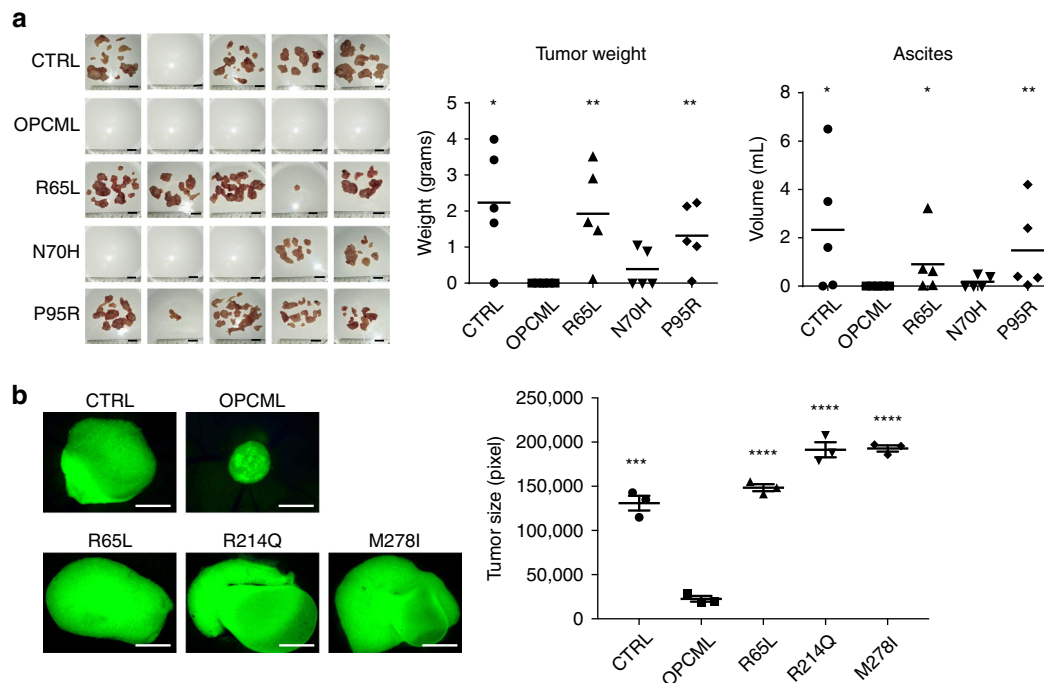 a
CTRL
OPCML
R65L
N70H
P95R
Tumor weight
Weight (grams)
5
4
3
2
1
0
* ** **
CTRL
OPCML
R65L
N70H
P95R
Ascites
Volume (mL)
8
6
4
2
0
* * **
CTRL
OPCML
R65L
N70H
P95R
b
CTRL OPCML
R65L R214Q M278I
Tumor size (pixel)
250,000
200,000
150,000
100,000
50,000
0
*** **** **** ****
CTRL
OPCML
R65L
R214Q
M278I